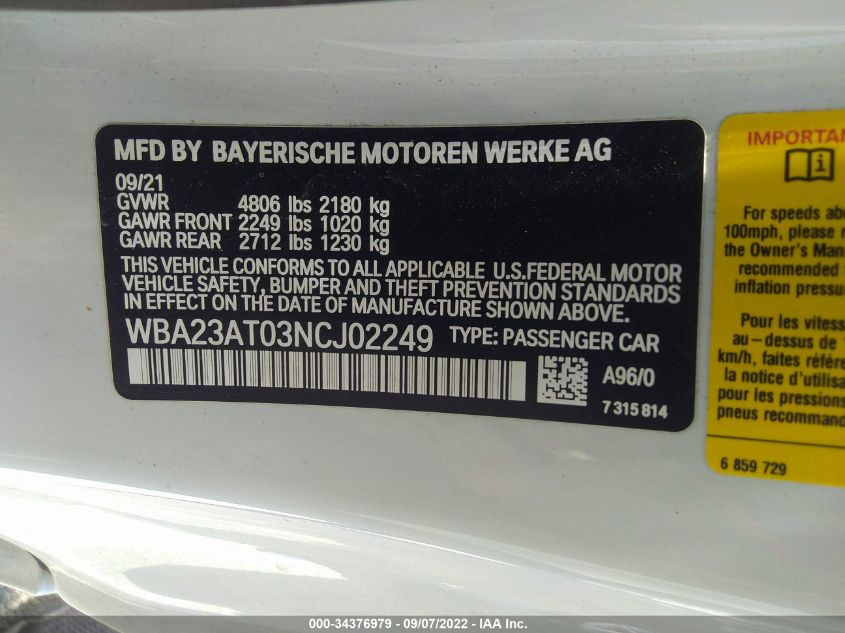 MFD BY BAYERISCHE MOTOREN WERKE AG
09/21
GVWR 4806 lbs 2180 kg
GAWR FRONT 2249 lbs 1020 kg
GAWR REAR 2712 lbs 1230 kg
THIS VEHICLE CONFORMS TO ALL APPLICABLE U.S.FEDERAL MOTOR
VEHICLE SAFETY, BUMPER AND THEFT PREVENTION STANDARDS
IN EFFECT ON THE DATE OF MANUFACTURE SHOWN ABOVE.
WBA23AT03NCJ02249 TYPE: PASSENGER CAR
A96/0
7 315 814
IMPORTAN
i
For speeds abo
100mph, please r
the Owner's Man
recommended
inflation pressu
Pour les vitess
au-dessus de
km/h, faites référe
la notice d'utilisa
pour les pressions
pneus recomman
6 859 729
000-34376979 - 09/07/2022 - IAA Inc.